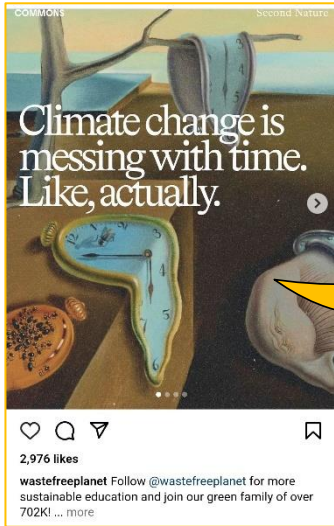 COMMONS
Second Nature
Climate change is
messing with time.
Like, actually.
2,976 likes
wastefreeplanet Follow @wastefreeplanet for more
sustainable education and join our green family of over
702K! ... more